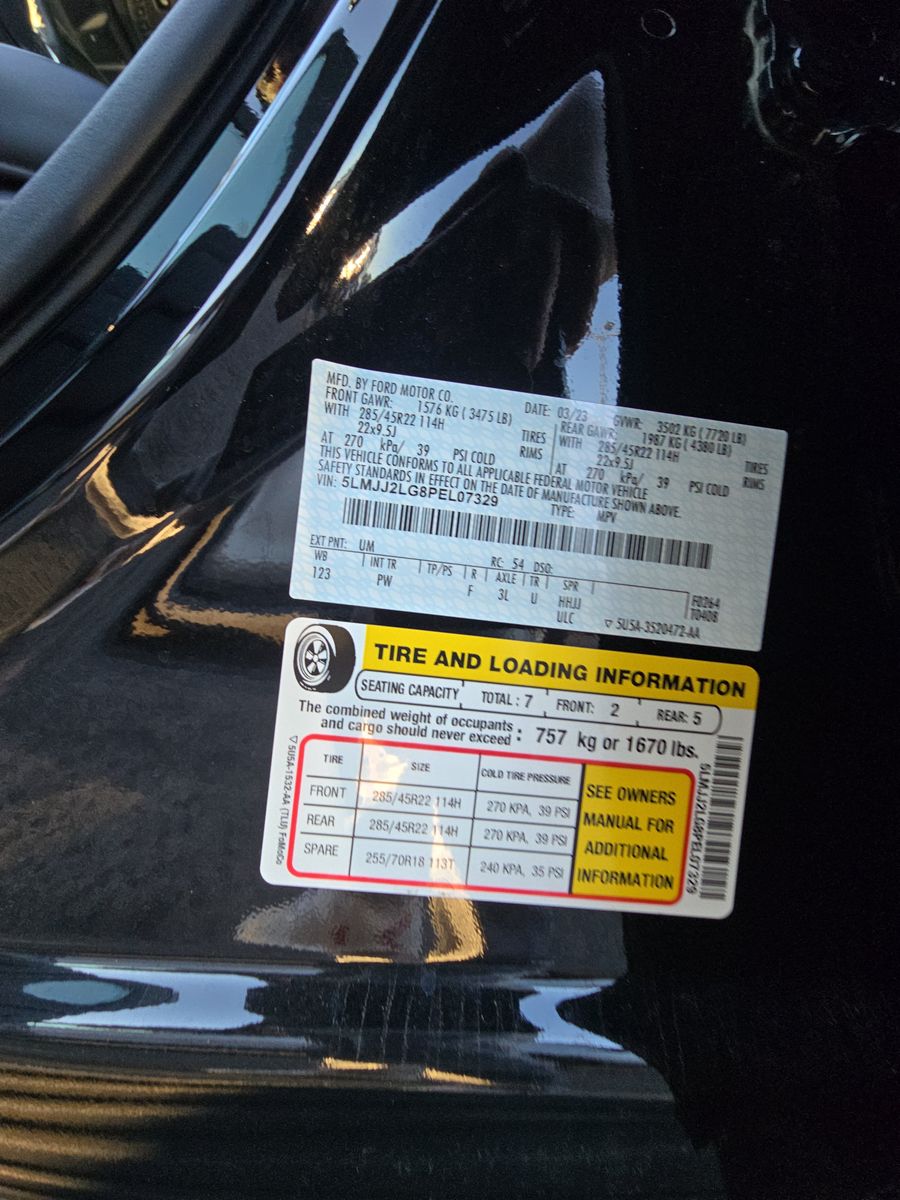 MFD. BY FORD MOTOR CO.
DATE: 03/23 GVWR: 3502 KG ( 7720 LB)
FRONT GAWR: 1576 KG ( 3475 LB)
WITH 285/45R22 114H TIRES
22x9.5J RIMS
AT 270 kPa/ 39 PSI COLD
REAR GAWR: 1987 KG ( 4380 LB)
WITH 285/45R22 114H TIRES
22x9.5J RIMS
AT 270 kPa/ 39 PSI COLD
THIS VEHICLE CONFORMS TO ALL APPLICABLE FEDERAL MOTOR VEHICLE
SAFETY STANDARDS IN EFFECT ON THE DATE OF MANUFACTURE SHOWN ABOVE.
VIN: 5LMJJ2LG8PEL07329 TYPE: MPV
EXT PNT: UM RC: 54 DSO:
WB INT TR TP/PS R AXLE TR SPR
123 PW F 3L U HHJJ F0264
ULC T0408
▽ 5U5A-3520472-AA
TIRE AND LOADING INFORMATION
SEATING CAPACITY TOTAL : 7 FRONT: 2 REAR: 5
The combined weight of occupants
and cargo should never exceed : 757 kg or 1670 lbs.
TIRE SIZE COLD TIRE PRESSURE
FRONT 285/45R22 114H 270 KPA, 39 PSI
REAR 285/45R22 114H 270 KPA, 39 PSI
SPARE 255/70R18 113T 240 KPA, 35 PSI
SEE OWNERS
MANUAL FOR
ADDITIONAL
INFORMATION
▽5U5A-1532-AA (TLU) FoMoCo
5LMJJ2LG8PEL07329